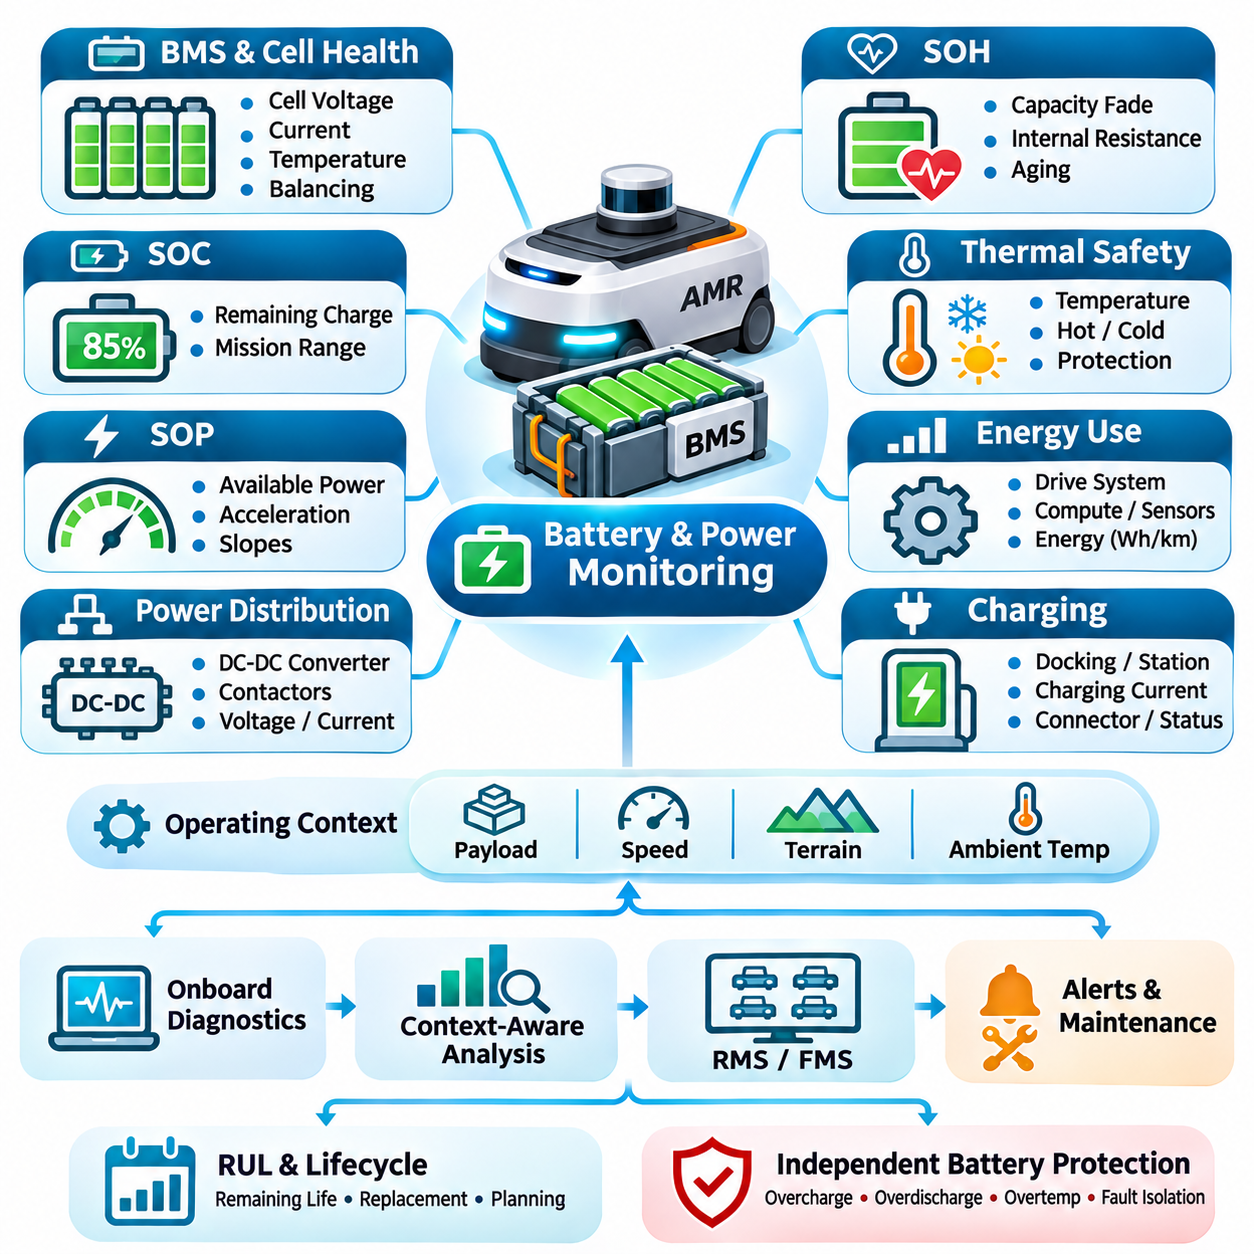 BMS & Cell Health
Cell Voltage
Current
Temperature
Balancing
SOH
Capacity Fade
Internal Resistance
Aging
SOC
85%
Remaining Charge
Mission Range
AMR
BMS
Thermal Safety
Temperature
Hot / Cold
Protection
SOP
Available Power
Acceleration
Slopes
Energy Use
Drive System
Compute / Sensors
Energy (Wh/km)
Battery & Power
Monitoring
Power Distribution
DC-DC
DC-DC Converter
Contactors
Voltage / Current
Charging
Docking / Station
Charging Current
Connector / Status
Operating Context
Payload
Speed
Terrain
Ambient Temp
Onboard
Diagnostics
Context-Aware
Analysis
RMS / FMS
Alerts &
Maintenance
RUL & Lifecycle
Remaining Life • Replacement • Planning
Independent Battery Protection
Overcharge • Overdischarge • Overtemp • Fault Isolation